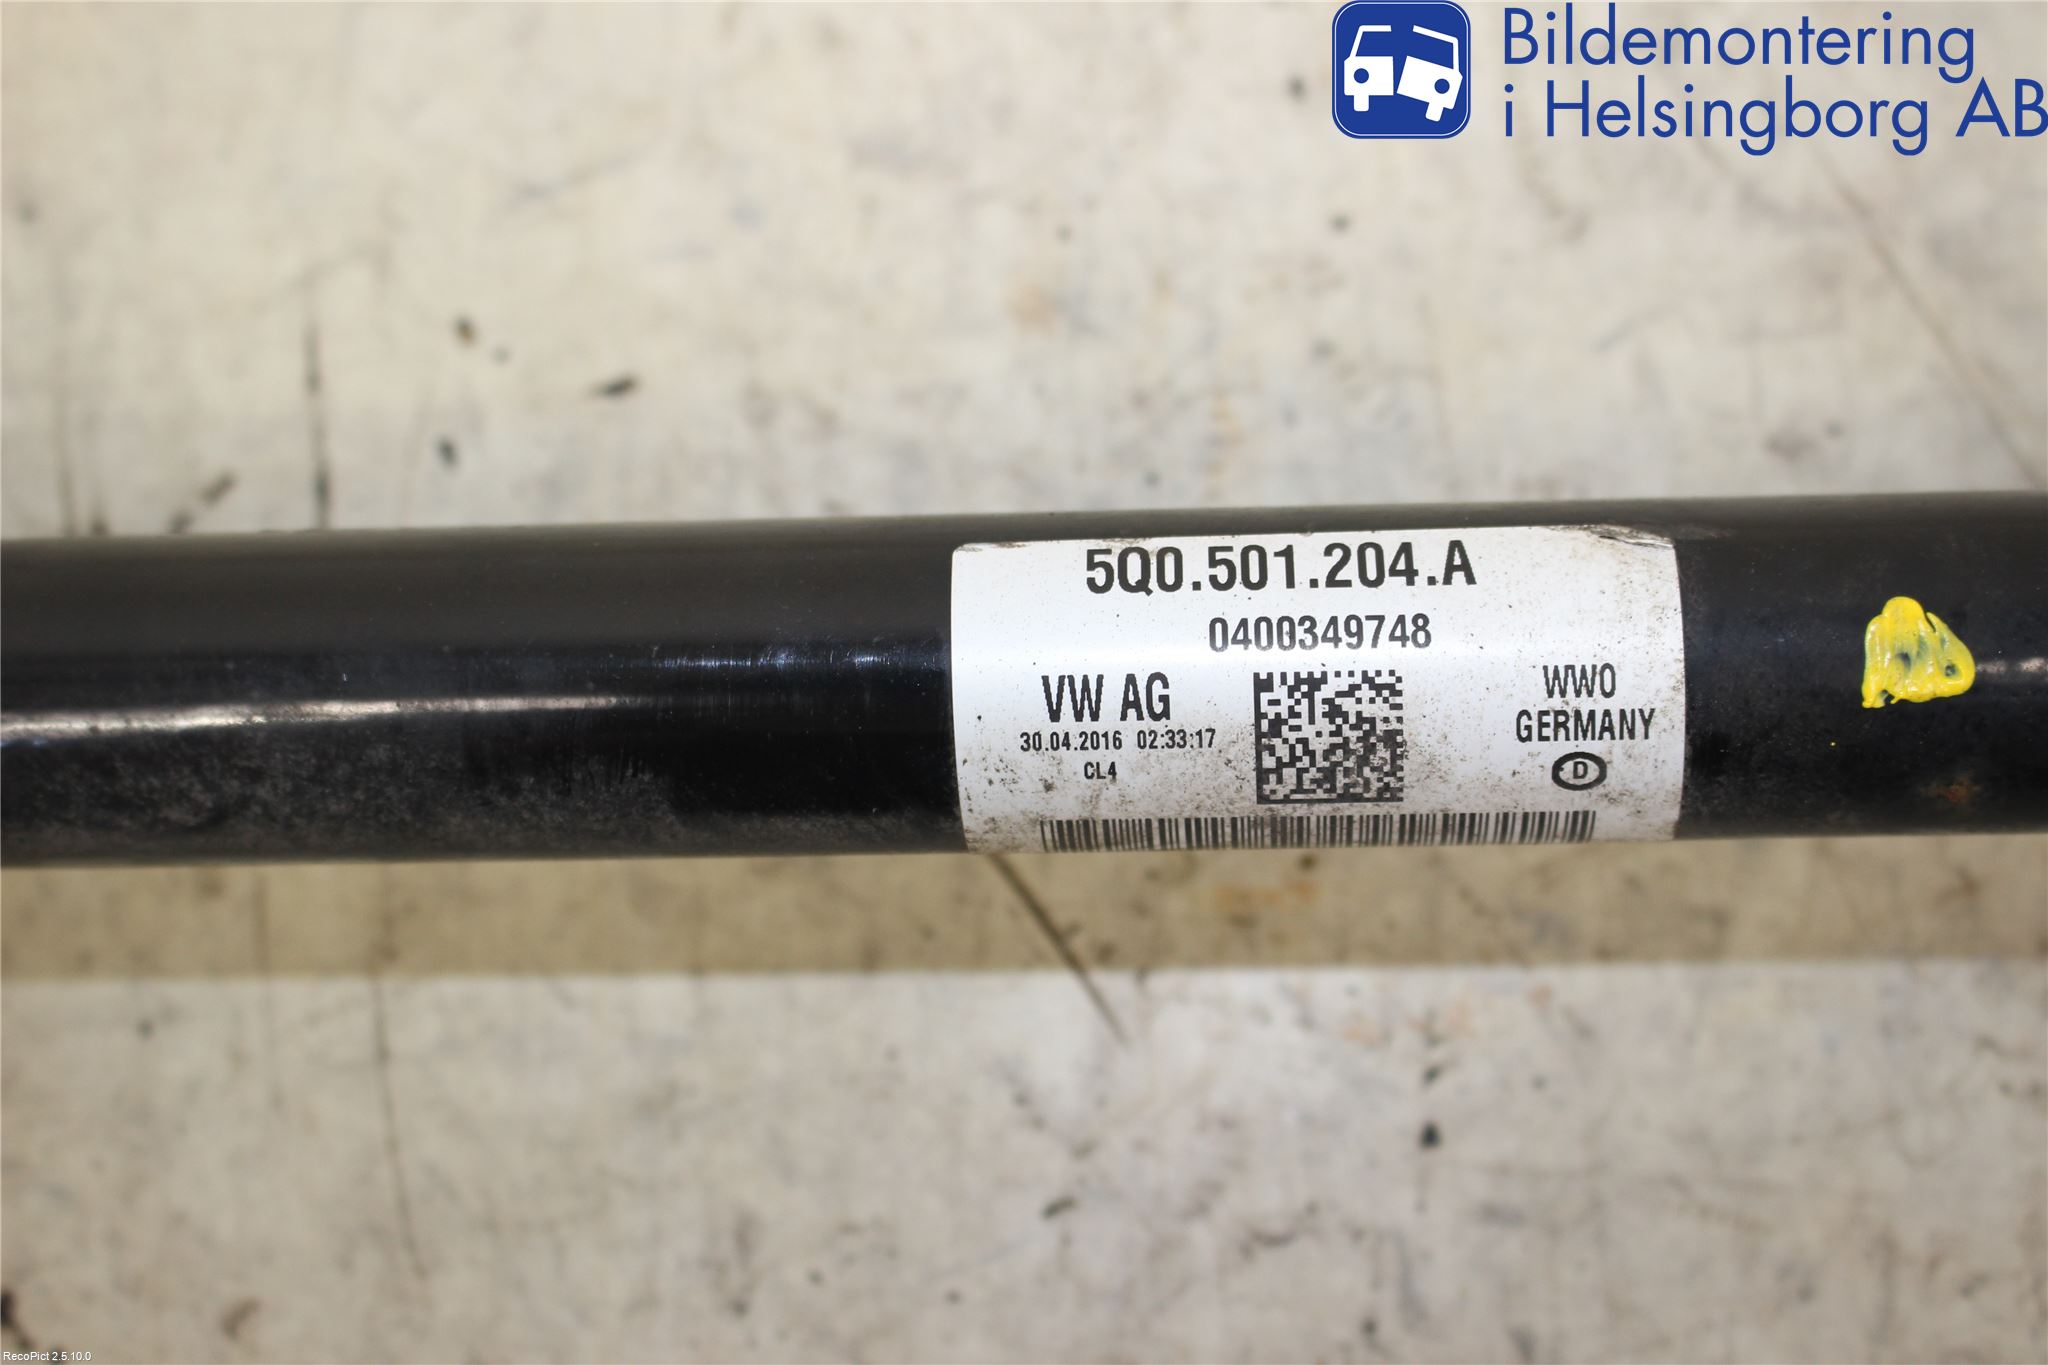 Bildemontering
i Helsingborg AB
5Q0.501.204.A
0400349748
VW AG
30.04.2016 02:33:17
CL4
WWO
GERMANY
D
RecoPict 2.5.10.0